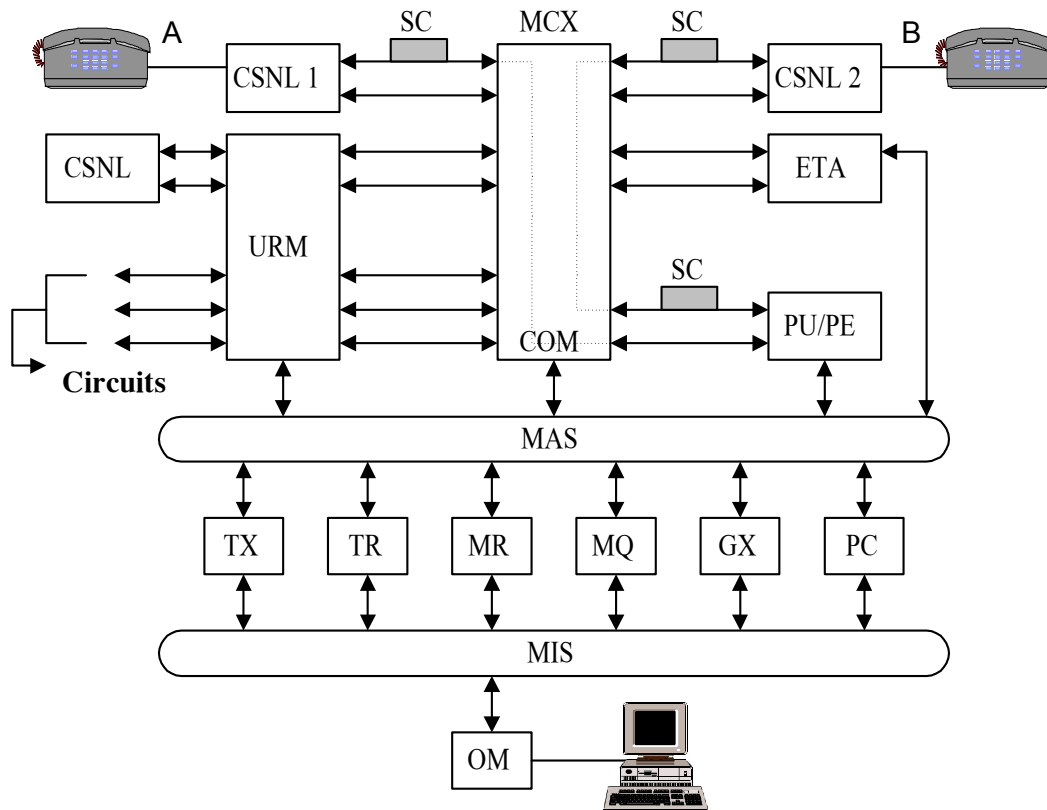 A
SC
MCX
SC
B
CSNL 1
CSNL 2
CSNL
URM
ETA
SC
PU/PE
COM
Circuits
MAS
TX
TR
MR
MQ
GX
PC
MIS
OM